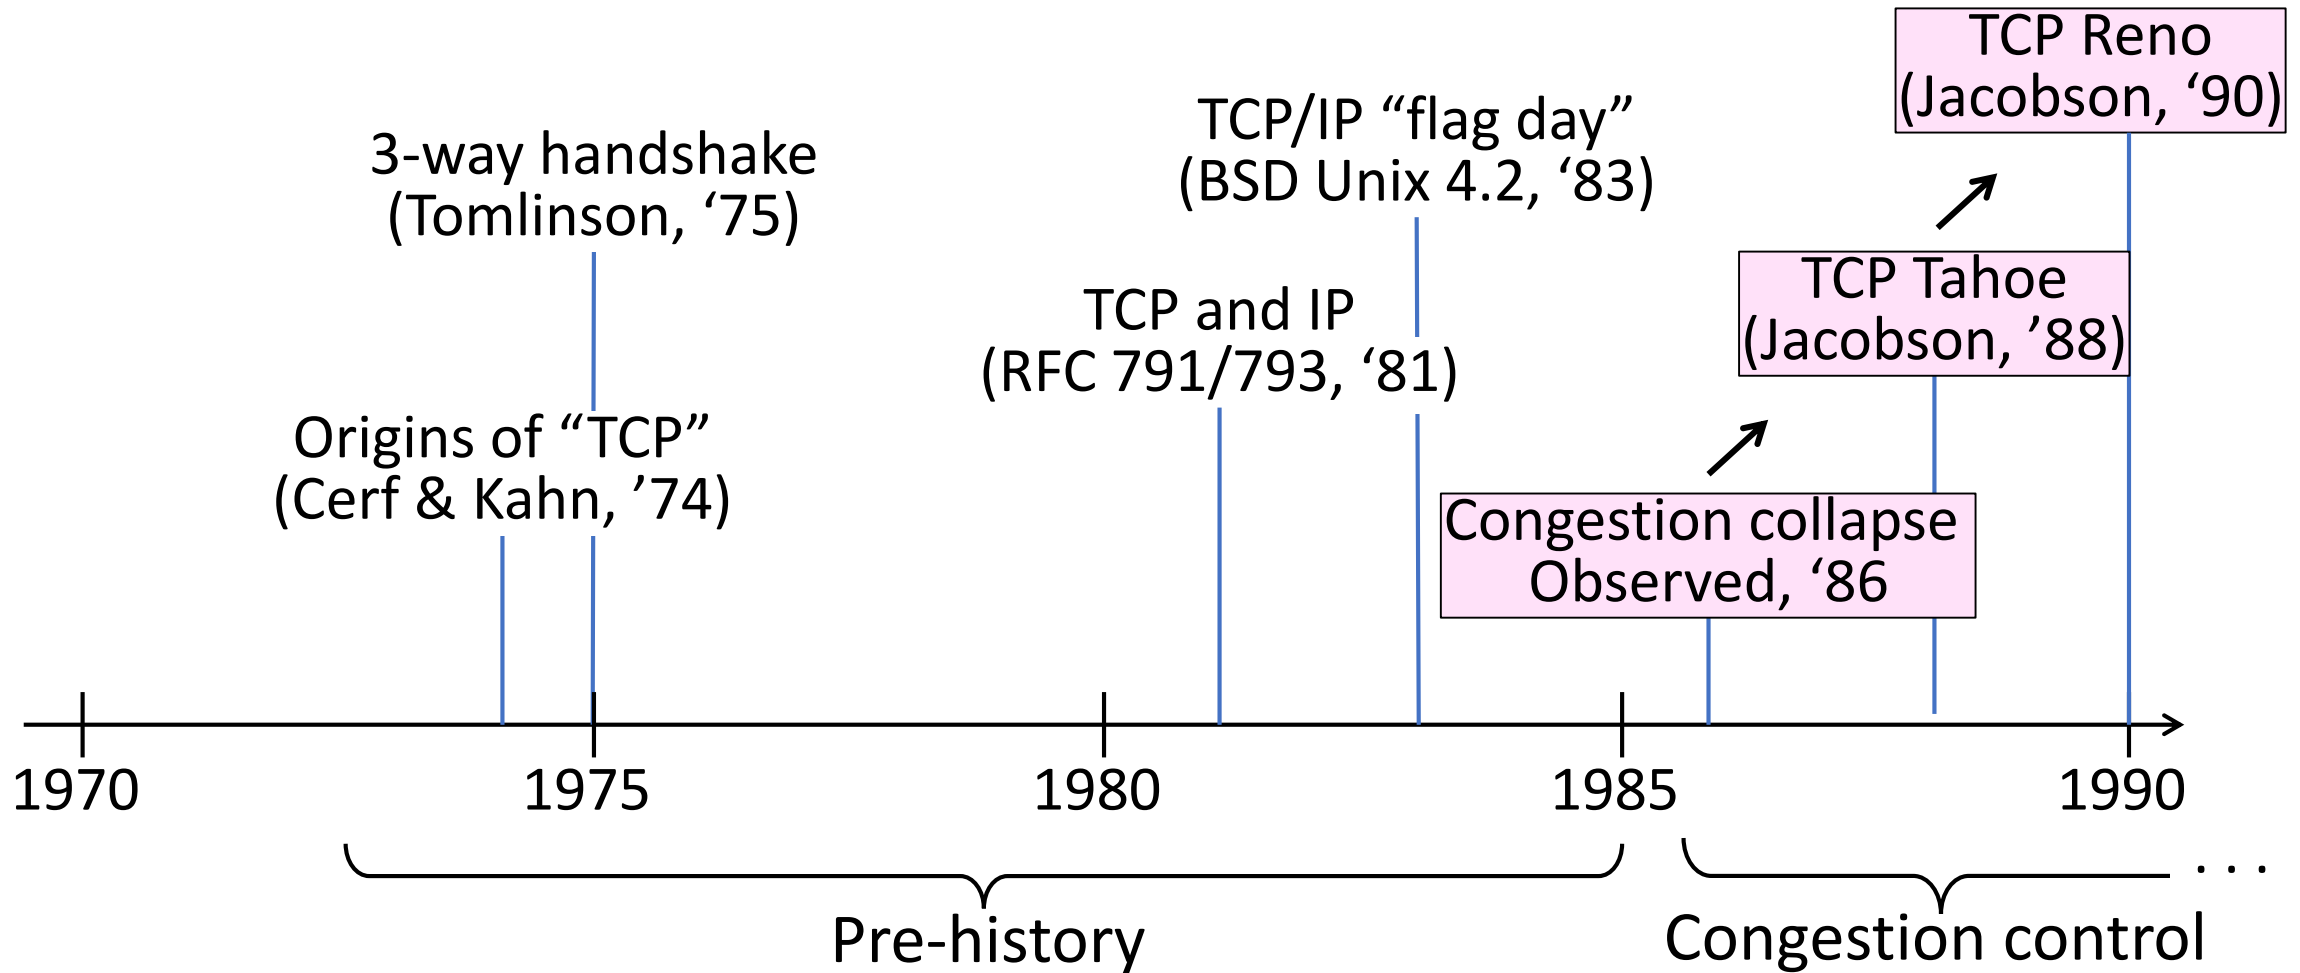 TCP Reno
(Jacobson, ‘90)
TCP/IP “flag day”
(BSD Unix 4.2, ‘83)
3-way handshake
(Tomlinson, ‘75)
TCP Tahoe
(Jacobson, ’88)
TCP and IP
(RFC 791/793, ‘81)
Origins of “TCP”
(Cerf & Kahn, ’74)
Congestion collapse
Observed, ‘86
1970 1975 1980 1985 1990
. . .
Pre-history Congestion control